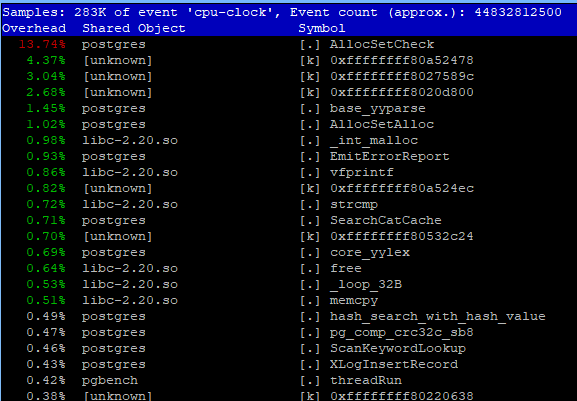 Samples: 283K of event 'cpu-clock', Event count (approx.): 44832812500
Overhead  Shared Object  Symbol
13.74%  postgres  [.] AllocSetCheck
4.37%  [unknown]  [k] 0xffffffff80a52478
3.04%  [unknown]  [k] 0xffffffff8027589c
2.68%  [unknown]  [k] 0xffffffff8020d800
1.45%  postgres  [.] base_yyparse
1.02%  postgres  [.] AllocSetAlloc
0.98%  libc-2.20.so  [.] _int_malloc
0.93%  postgres  [.] EmitErrorReport
0.86%  libc-2.20.so  [.] vfprintf
0.82%  [unknown]  [k] 0xffffffff80a524ec
0.72%  libc-2.20.so  [.] strcmp
0.71%  postgres  [.] SearchCatCache
0.70%  [unknown]  [k] 0xffffffff80532c24
0.69%  postgres  [.] core_yylex
0.64%  libc-2.20.so  [.] free
0.53%  libc-2.20.so  [.] _loop_32B
0.51%  libc-2.20.so  [.] memcpy
0.49%  postgres  [.] hash_search_with_hash_value
0.47%  postgres  [.] pg_comp_crc32c_sb8
0.46%  postgres  [.] ScanKeywordLookup
0.43%  postgres  [.] XLogInsertRecord
0.42%  pgbench  [.] threadRun
0.38%  [unknown]  [k] 0xffffffff80220638